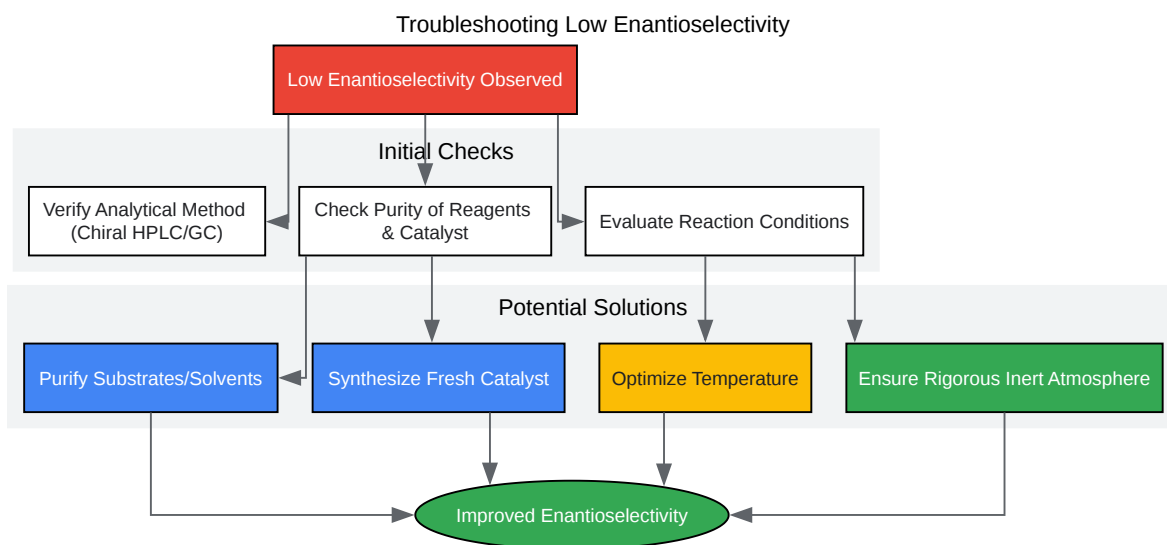 Troubleshooting Low Enantioselectivity
Low Enantioselectivity Observed
Initial Checks
Verify Analytical Method
(Chiral HPLC/GC)
Check Purity of Reagents
& Catalyst
Evaluate Reaction Conditions
Potential Solutions
Purify Substrates/Solvents
Synthesize Fresh Catalyst
Optimize Temperature
Ensure Rigorous Inert Atmosphere
Improved Enantioselectivity